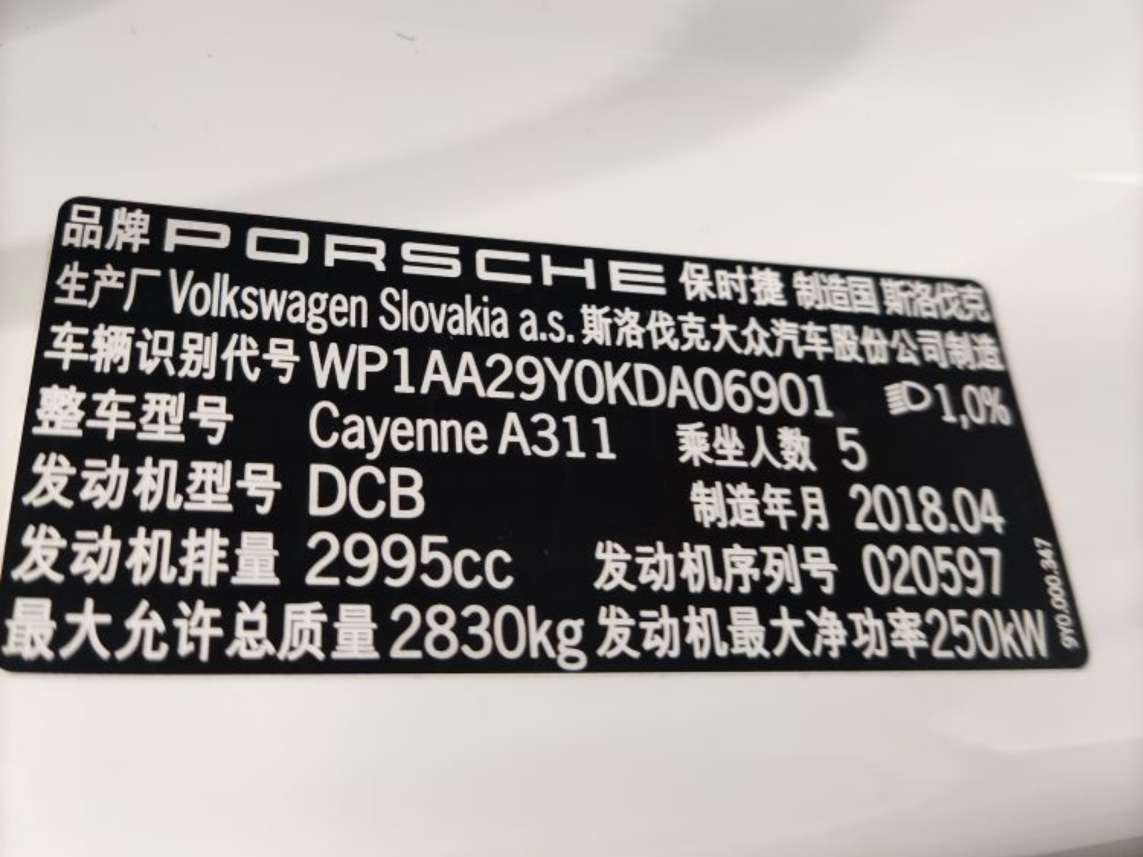 品牌 PORSCHE 保时捷 制造国 斯洛伐克
生产厂 Volkswagen Slovakia a.s. 斯洛伐克大众汽车股份公司制造
车辆识别代号 WP1AA29Y0KDA06901 1,0%
整车型号 Cayenne A311 乘坐人数 5
发动机型号 DCB 制造年月 2018.04
发动机排量 2995cc 发动机序列号 020597
最大允许总质量 2830kg 发动机最大净功率 250kW
9Y0.000.347